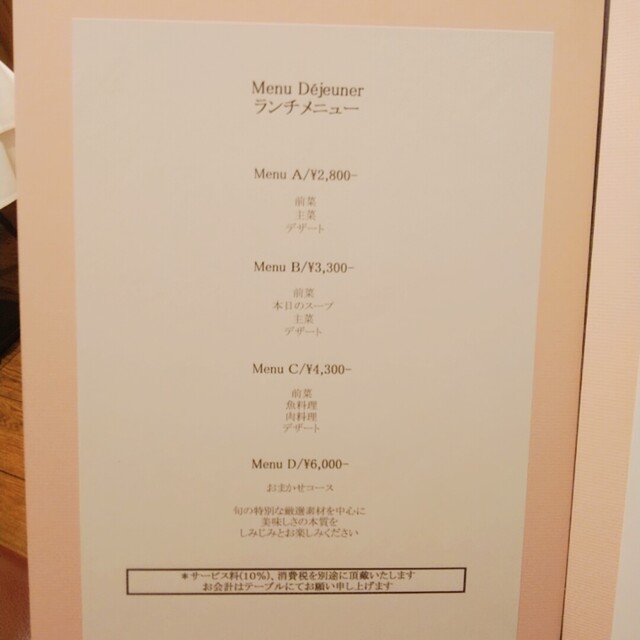 Menu Déjeuner
ランチメニュー
Menu A/¥2,800-
前菜
主菜
デザート
Menu B/¥3,300-
前菜
本日のスープ
主菜
デザート
Menu C/¥4,300-
前菜
魚料理
肉料理
デザート
Menu D/¥6,000-
おまかせコース
旬の特別な厳選素材を中心に
美味しさの本質を
しみじみとお楽しみください
*サービス料(10%)、消費税を別途に頂戴いたします
お会計はテーブルにてお願い申し上げます